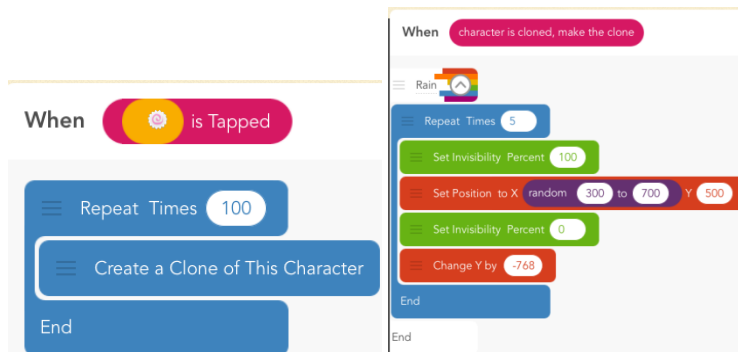 When is Tapped
Repeat Times 100
Create a Clone of This Character
End
When character is cloned, make the clone
Rain
Repeat Times 5
Set Invisibility Percent 100
Set Position to X random 300 to 700 Y 500
Set Invisibility Percent 0
Change Y by -768
End
End